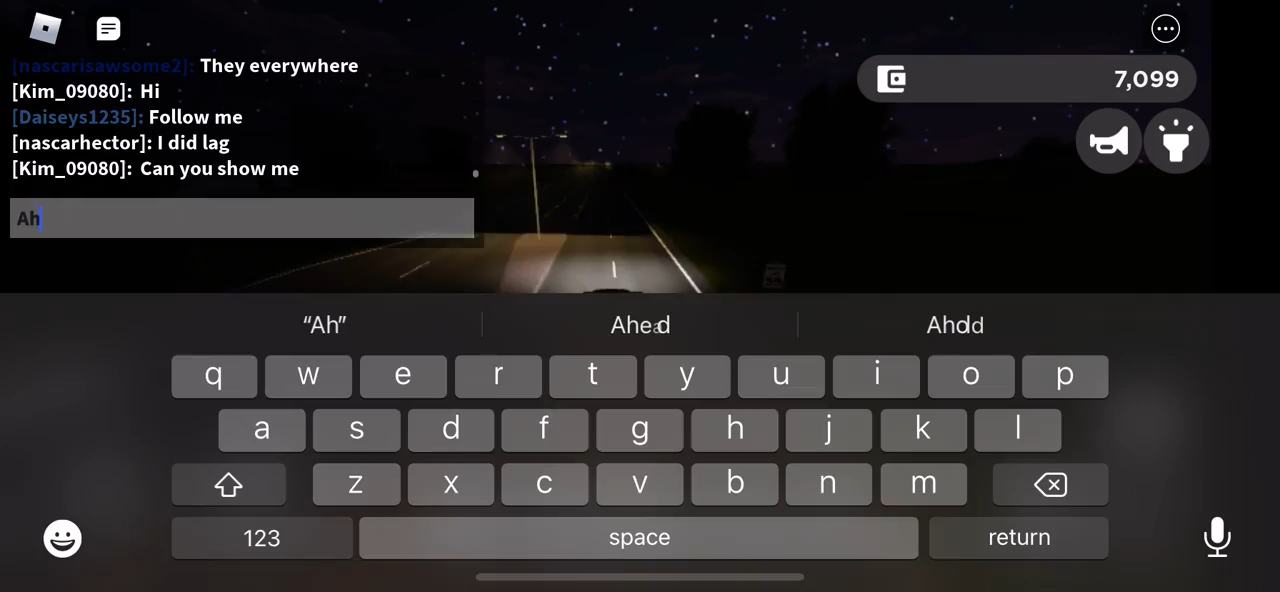 [nascarisawsome2]: They everywhere
[Kim_09080]: Hi
[Daiseys1235]: Follow me
[nascarhector]: I did lag
[Kim_09080]: Can you show me
7,099
Ah
“Ah” Ahead
q w e r t y u i o p
a s d f g h j k l
z x c v b n m
123 space return